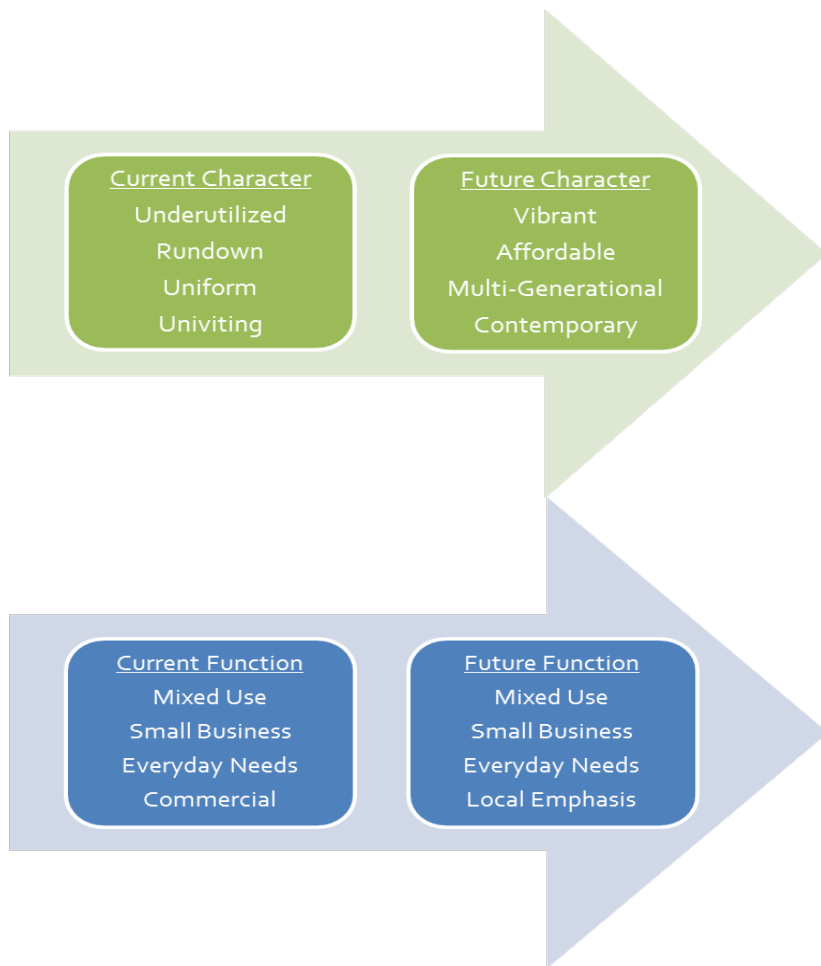 Current Character
Underutilized
Rundown
Uniform
Univiting
Future Character
Vibrant
Affordable
Multi-Generational
Contemporary
Current Function
Mixed Use
Small Business
Everyday Needs
Commercial
Future Function
Mixed Use
Small Business
Everyday Needs
Local Emphasis